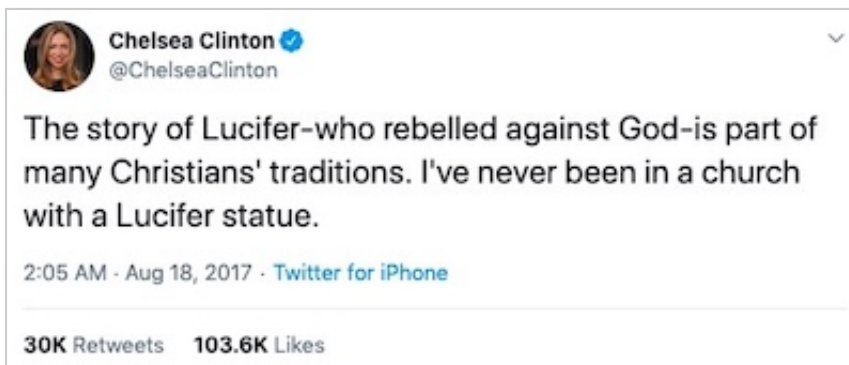 Chelsea Clinton
@ChelseaClinton
The story of Lucifer-who rebelled against God-is part of
many Christians' traditions. I've never been in a church
with a Lucifer statue.
2:05 AM · Aug 18, 2017 · Twitter for iPhone
30K Retweets 103.6K Likes